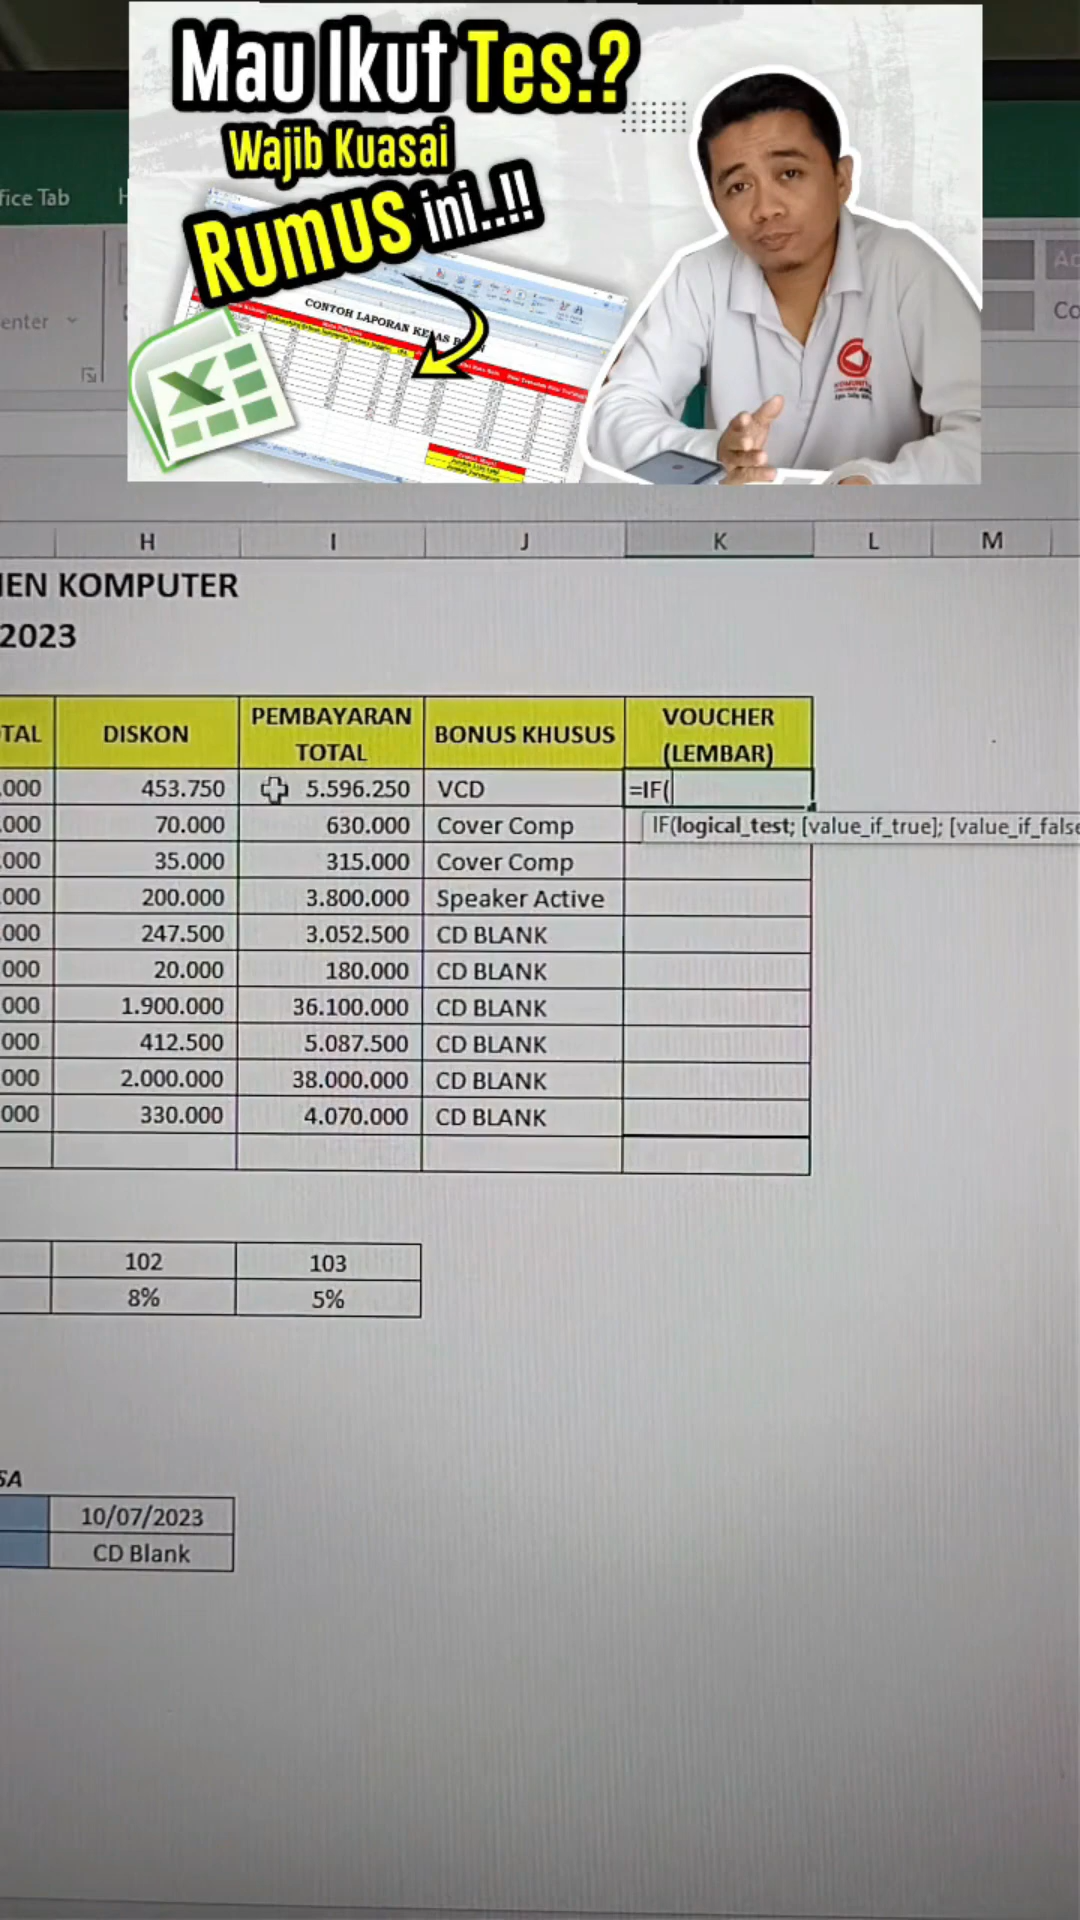 Mau Ikut Tes.?
Wajib Kuasai
Rumus ini..!!
CONTOH LAPORAN KELAS
fice Tab
enter
Co
H I J K L M
EN KOMPUTER
2023
TAL DISKON PEMBAYARAN TOTAL BONUS KHUSUS VOUCHER (LEMBAR)
.000 453.750 5.596.250 VCD =IF(
.000 70.000 630.000 Cover Comp IF(logical_test; [value_if_true]; [value_if_false
.000 35.000 315.000 Cover Comp
.000 200.000 3.800.000 Speaker Active
.000 247.500 3.052.500 CD BLANK
.000 20.000 180.000 CD BLANK
.000 1.900.000 36.100.000 CD BLANK
.000 412.500 5.087.500 CD BLANK
.000 2.000.000 38.000.000 CD BLANK
.000 330.000 4.070.000 CD BLANK
102 103
8% 5%
SA
10/07/2023
CD Blank